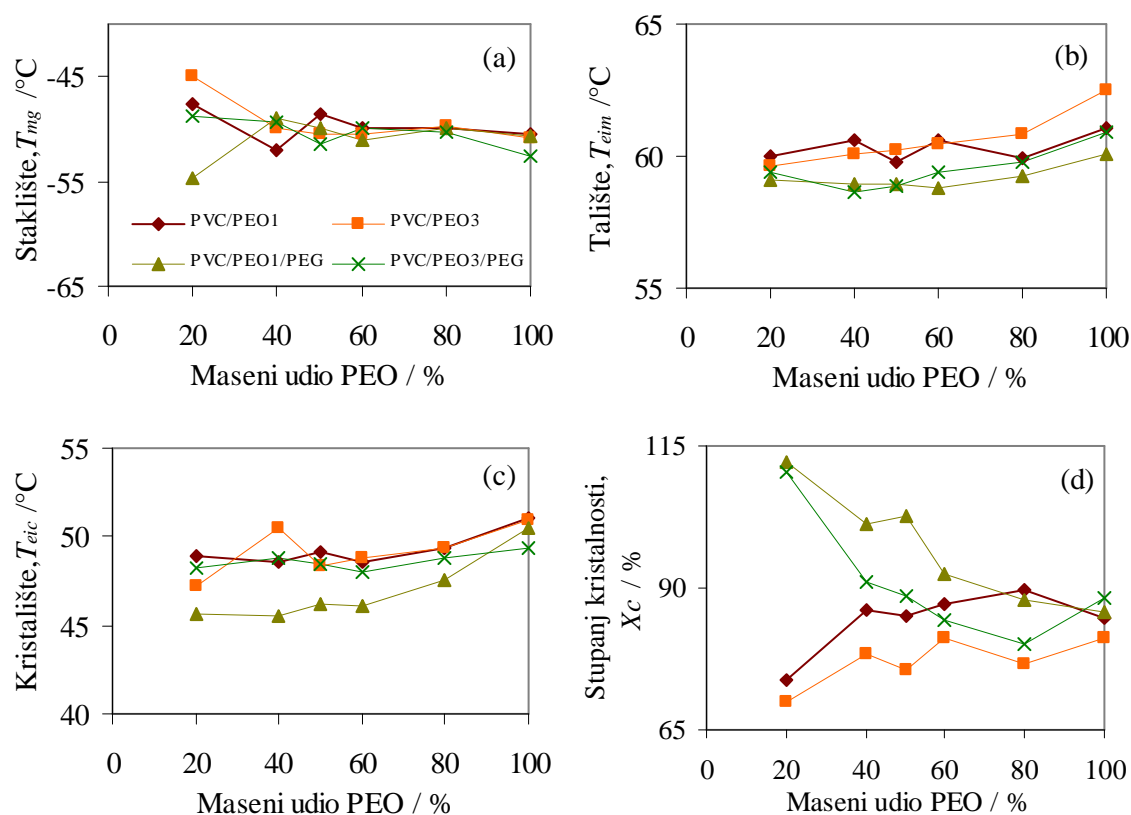 (a)
Staklište, Tmg /°C
-45
-55
-65
PVC/PEO1
PVC/PEO3
PVC/PEO1/PEG
PVC/PEO3/PEG
0 20 40 60 80 100
Maseni udio PEO / %
(b)
Talište, Teim /°C
65
60
55
0 20 40 60 80 100
Maseni udio PEO / %
(c)
Kristalište, Teic /°C
55
50
45
40
0 20 40 60 80 100
Maseni udio PEO / %
(d)
Stupanj kristalnosti,
Xc / %
115
90
65
0 20 40 60 80 100
Maseni udio PEO / %